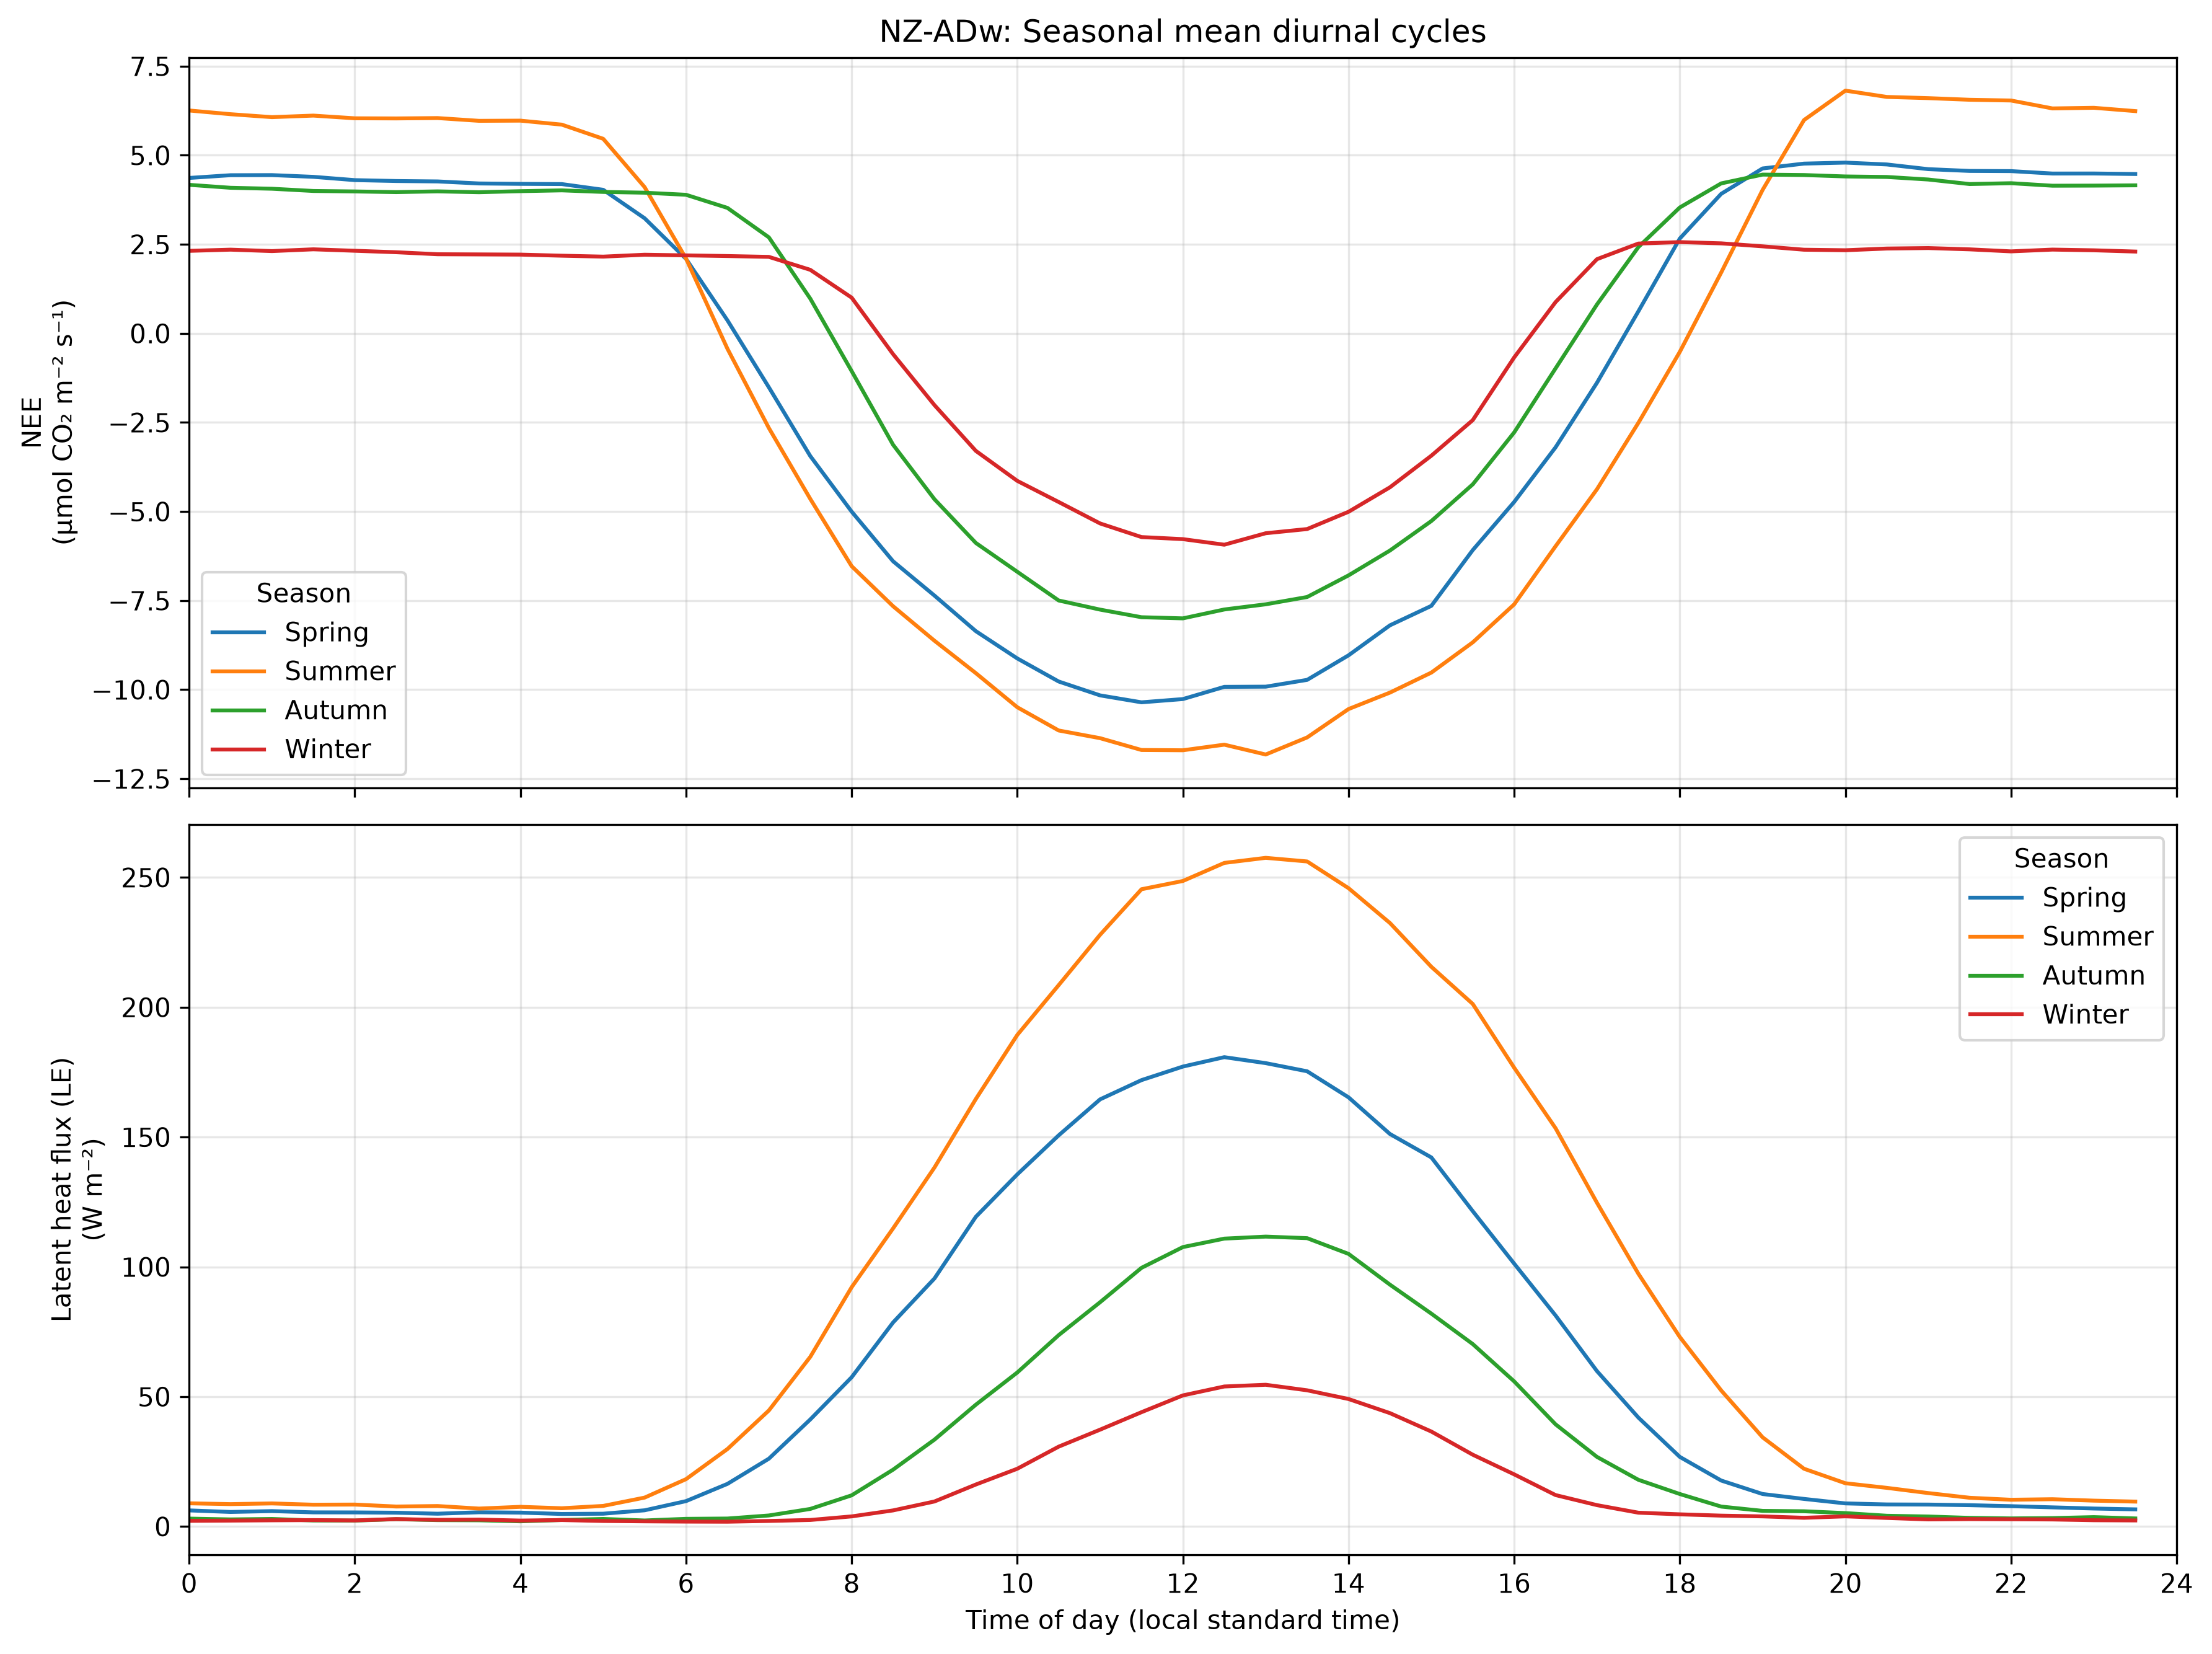 NZ-ADw: Seasonal mean diurnal cycles
7.5
5.0
2.5
0.0
−2.5
−5.0
−7.5
−10.0
−12.5
NEE
(µmol CO₂ m⁻² s⁻¹)
Season
Spring
Summer
Autumn
Winter
250
200
150
100
50
0
Latent heat flux (LE)
(W m⁻²)
Season
Spring
Summer
Autumn
Winter
0 2 4 6 8 10 12 14 16 18 20 22 24
Time of day (local standard time)